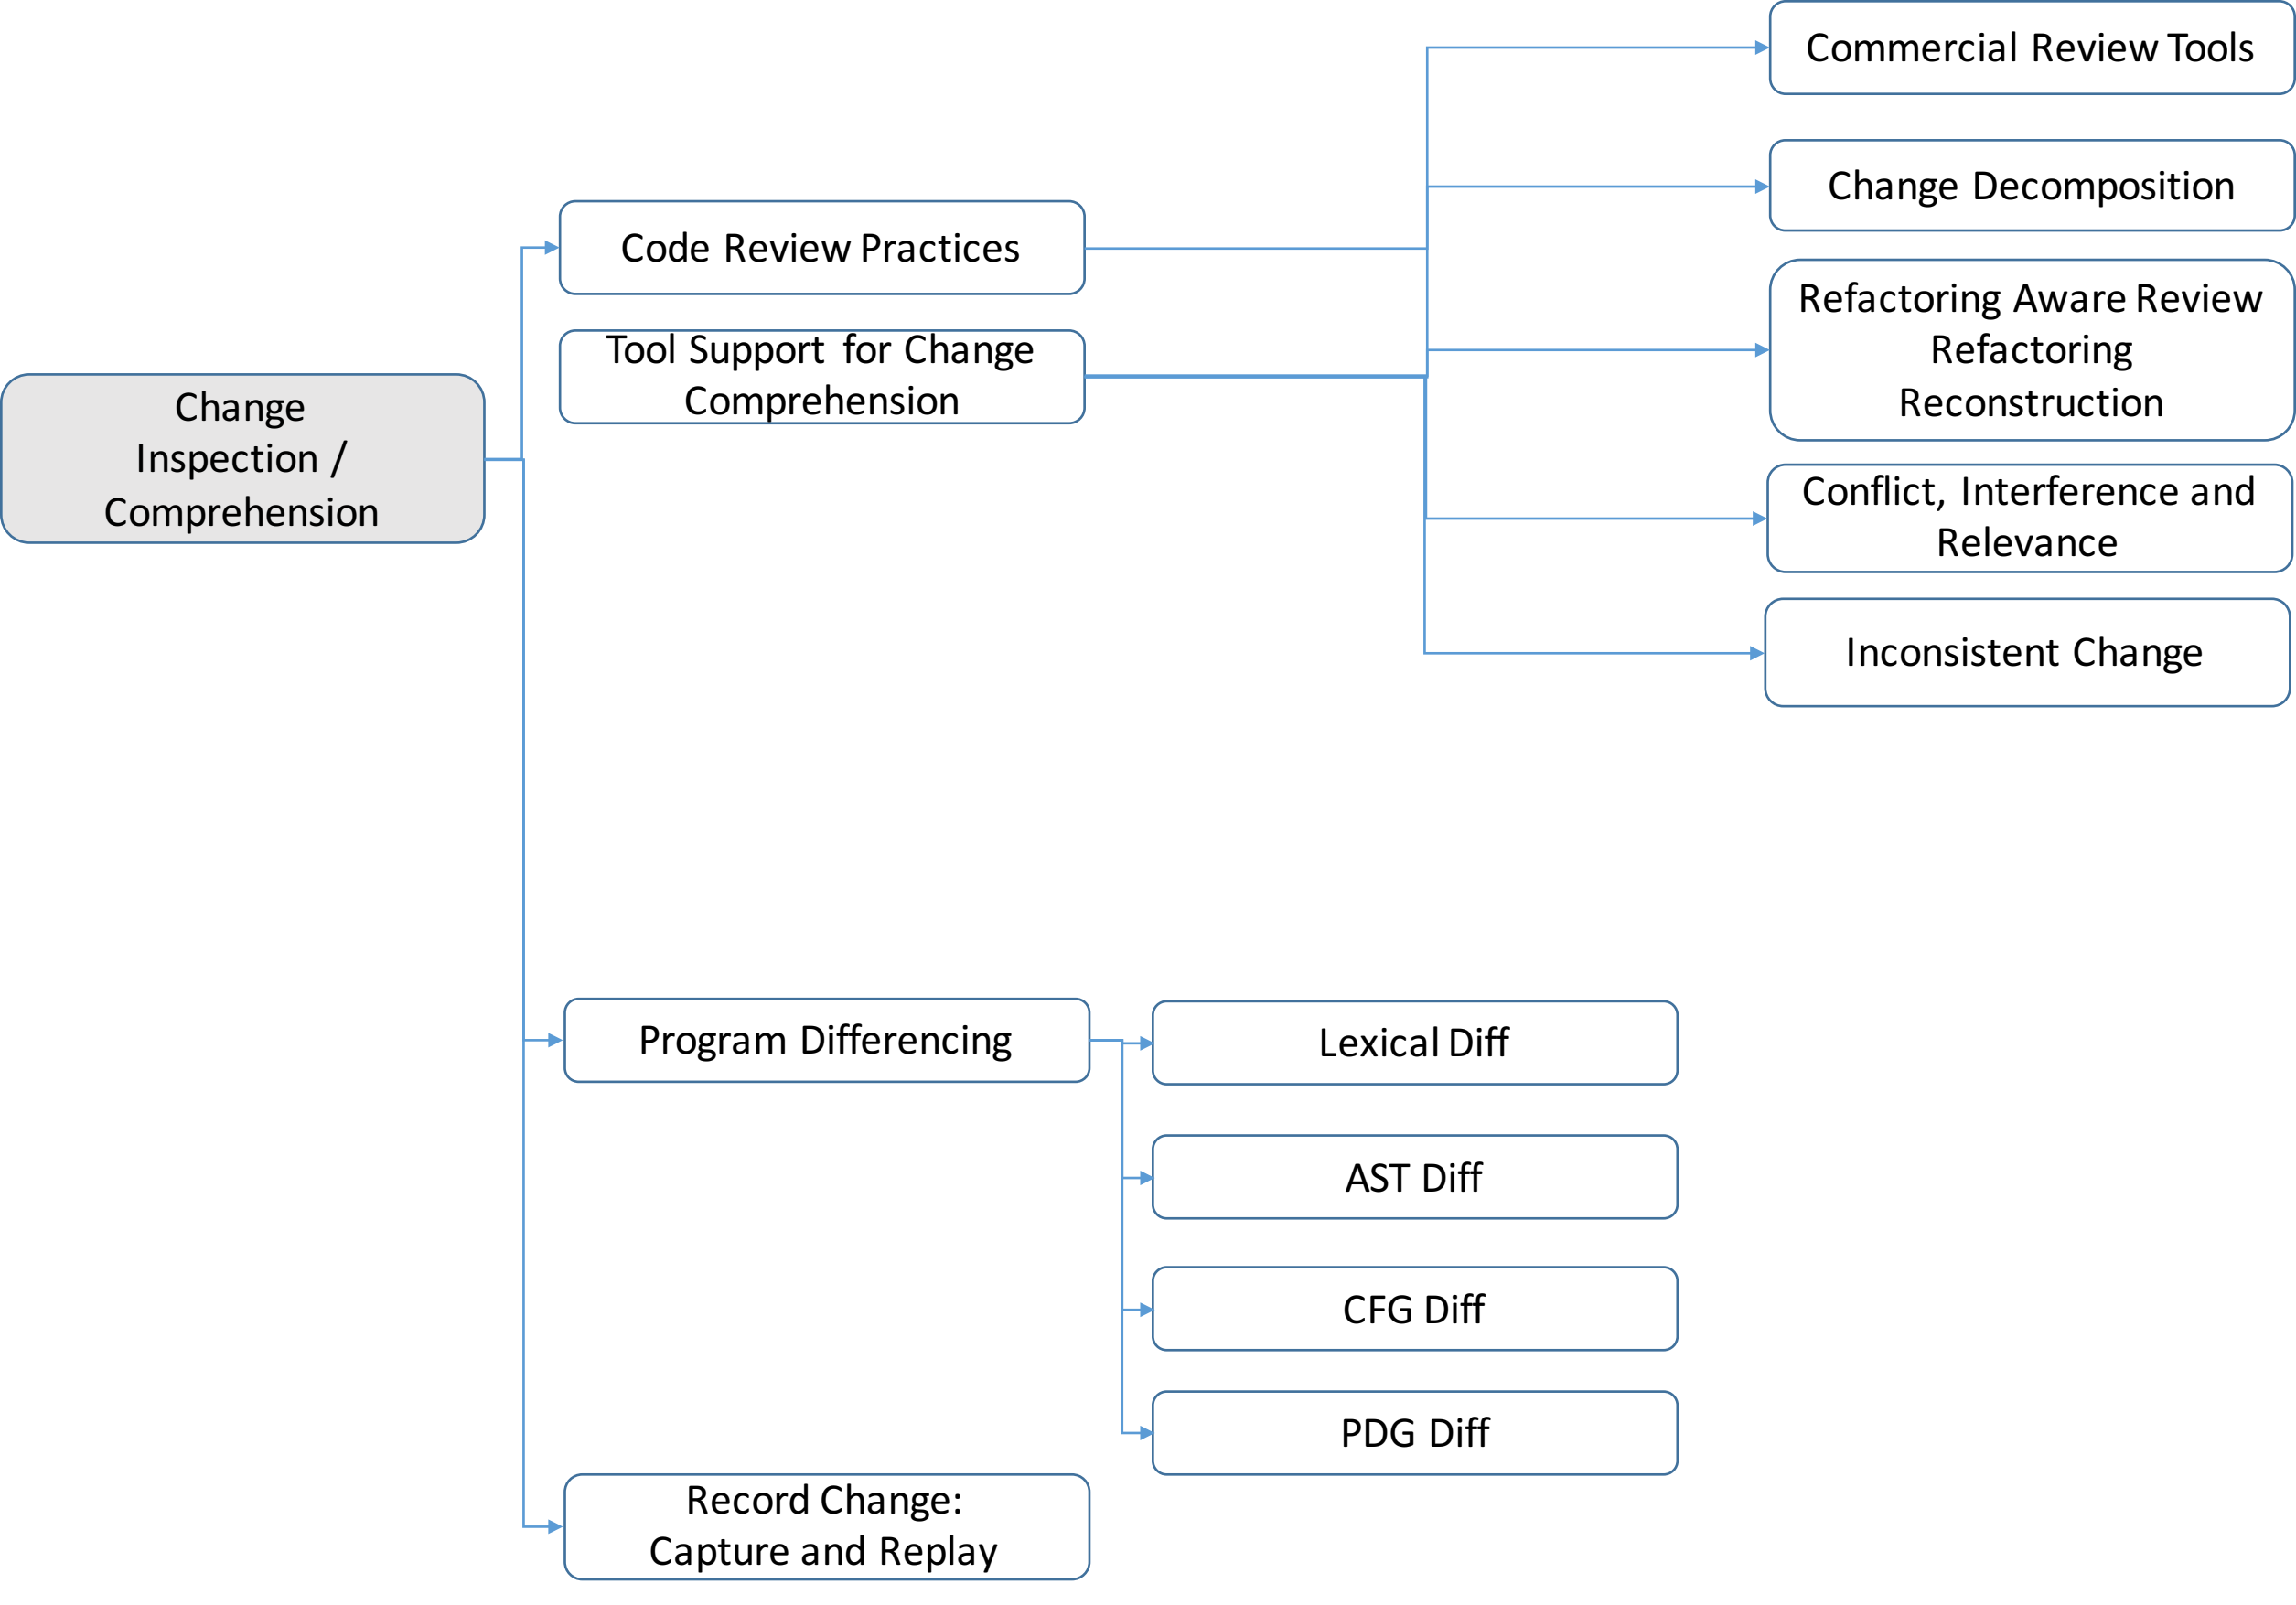 Change
Inspection /
Comprehension
Code Review Practices
Tool Support for Change
Comprehension
Commercial Review Tools
Change Decomposition
Refactoring Aware Review
Refactoring
Reconstruction
Conflict, Interference and
Relevance
Inconsistent Change
Program Differencing
Lexical Diff
AST Diff
CFG Diff
PDG Diff
Record Change:
Capture and Replay